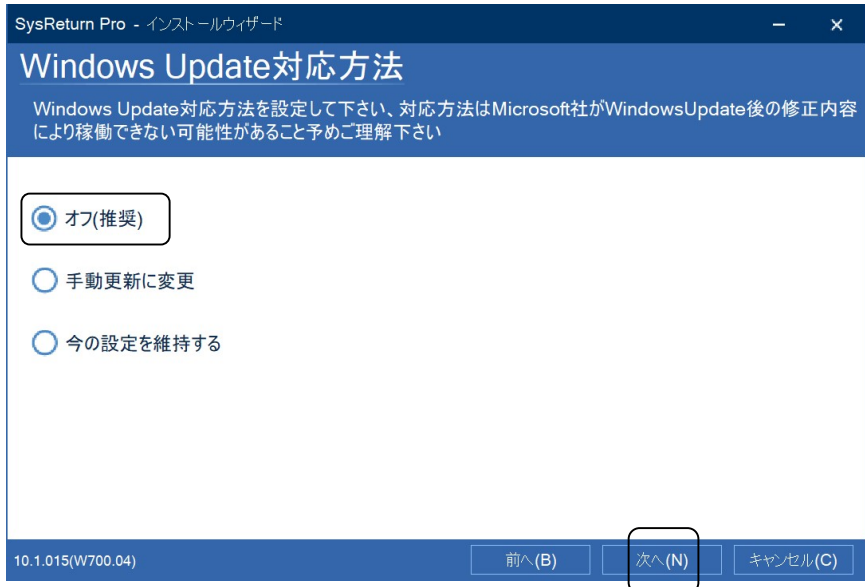 SysReturn Pro - インストールウィザード
Windows Update対応方法
Windows Update対応方法を設定して下さい、対応方法はMicrosoft社がWindowsUpdate後の修正内容
により稼働できない可能性があること予めご理解下さい
オフ(推奨)
手動更新に変更
今の設定を維持する
10.1.015(W700.04) 前へ(B) 次へ(N) キャンセル(C)